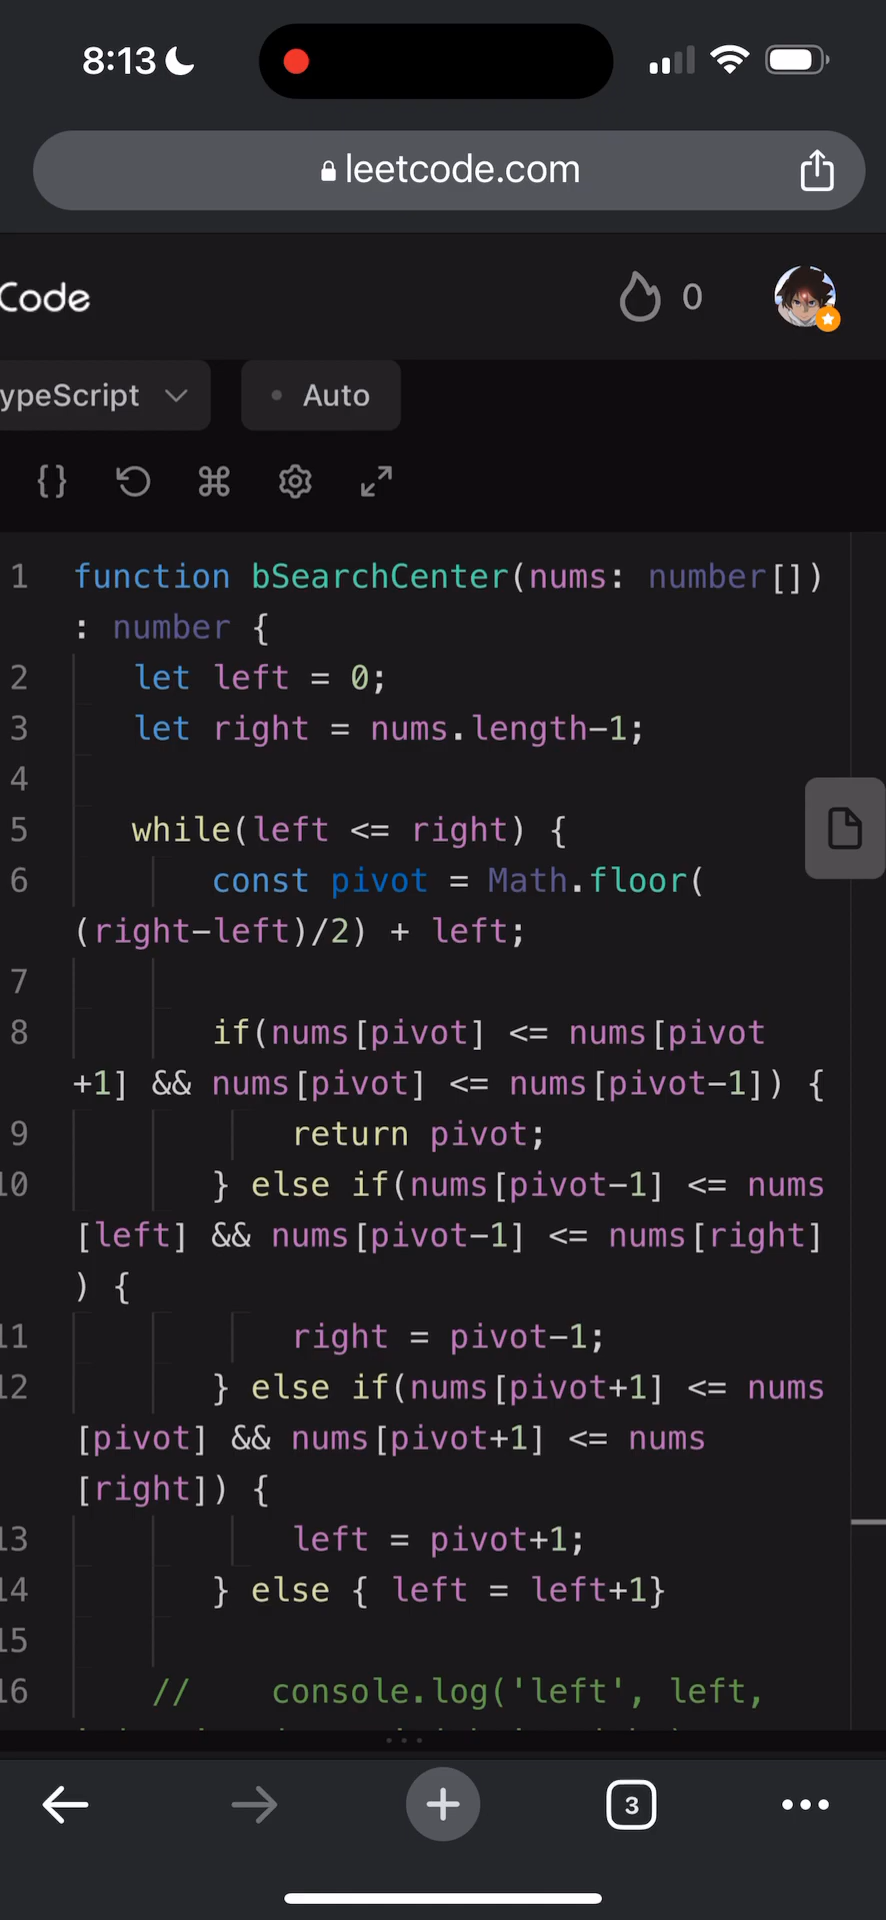 8:13
leetcode.com
Code
0
ypeScript
Auto
{}
1 function bSearchCenter(nums: number[])
: number {
2 let left = 0;
3 let right = nums.length-1;
4
5 while(left <= right) {
6 const pivot = Math.floor(
(right-left)/2) + left;
7
8 if(nums[pivot] <= nums[pivot
+1] && nums[pivot] <= nums[pivot-1]) {
9 return pivot;
10 } else if(nums[pivot-1] <= nums
[left] && nums[pivot-1] <= nums[right]
) {
11 right = pivot-1;
12 } else if(nums[pivot+1] <= nums
[pivot] && nums[pivot+1] <= nums
[right]) {
13 left = pivot+1;
14 } else { left = left+1}
15
16 // console.log('left', left,
3